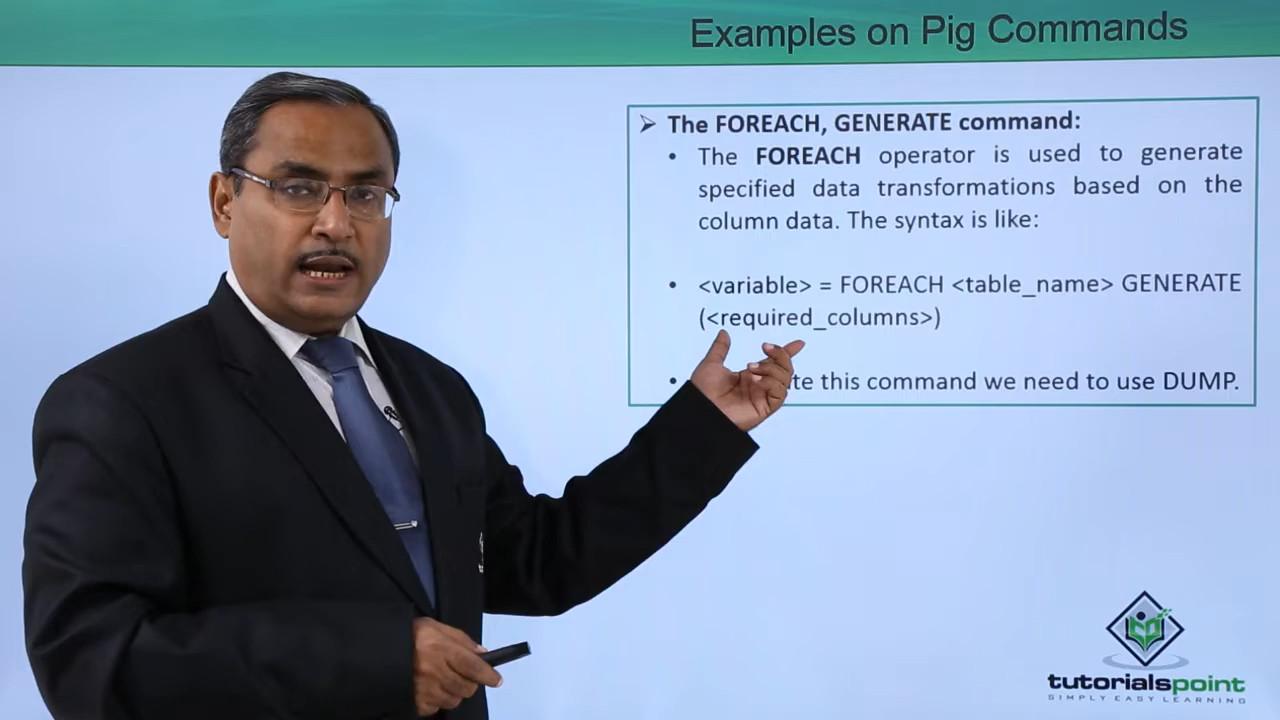 Examples on Pig Commands
➢ The FOREACH, GENERATE command:
• The FOREACH operator is used to generate
specified data transformations based on the
column data. The syntax is like:
• <variable> = FOREACH <table_name> GENERATE
(<required_columns>)
• this command we need to use DUMP.
tutorialspoint
SIMPLY EASY LEARNING